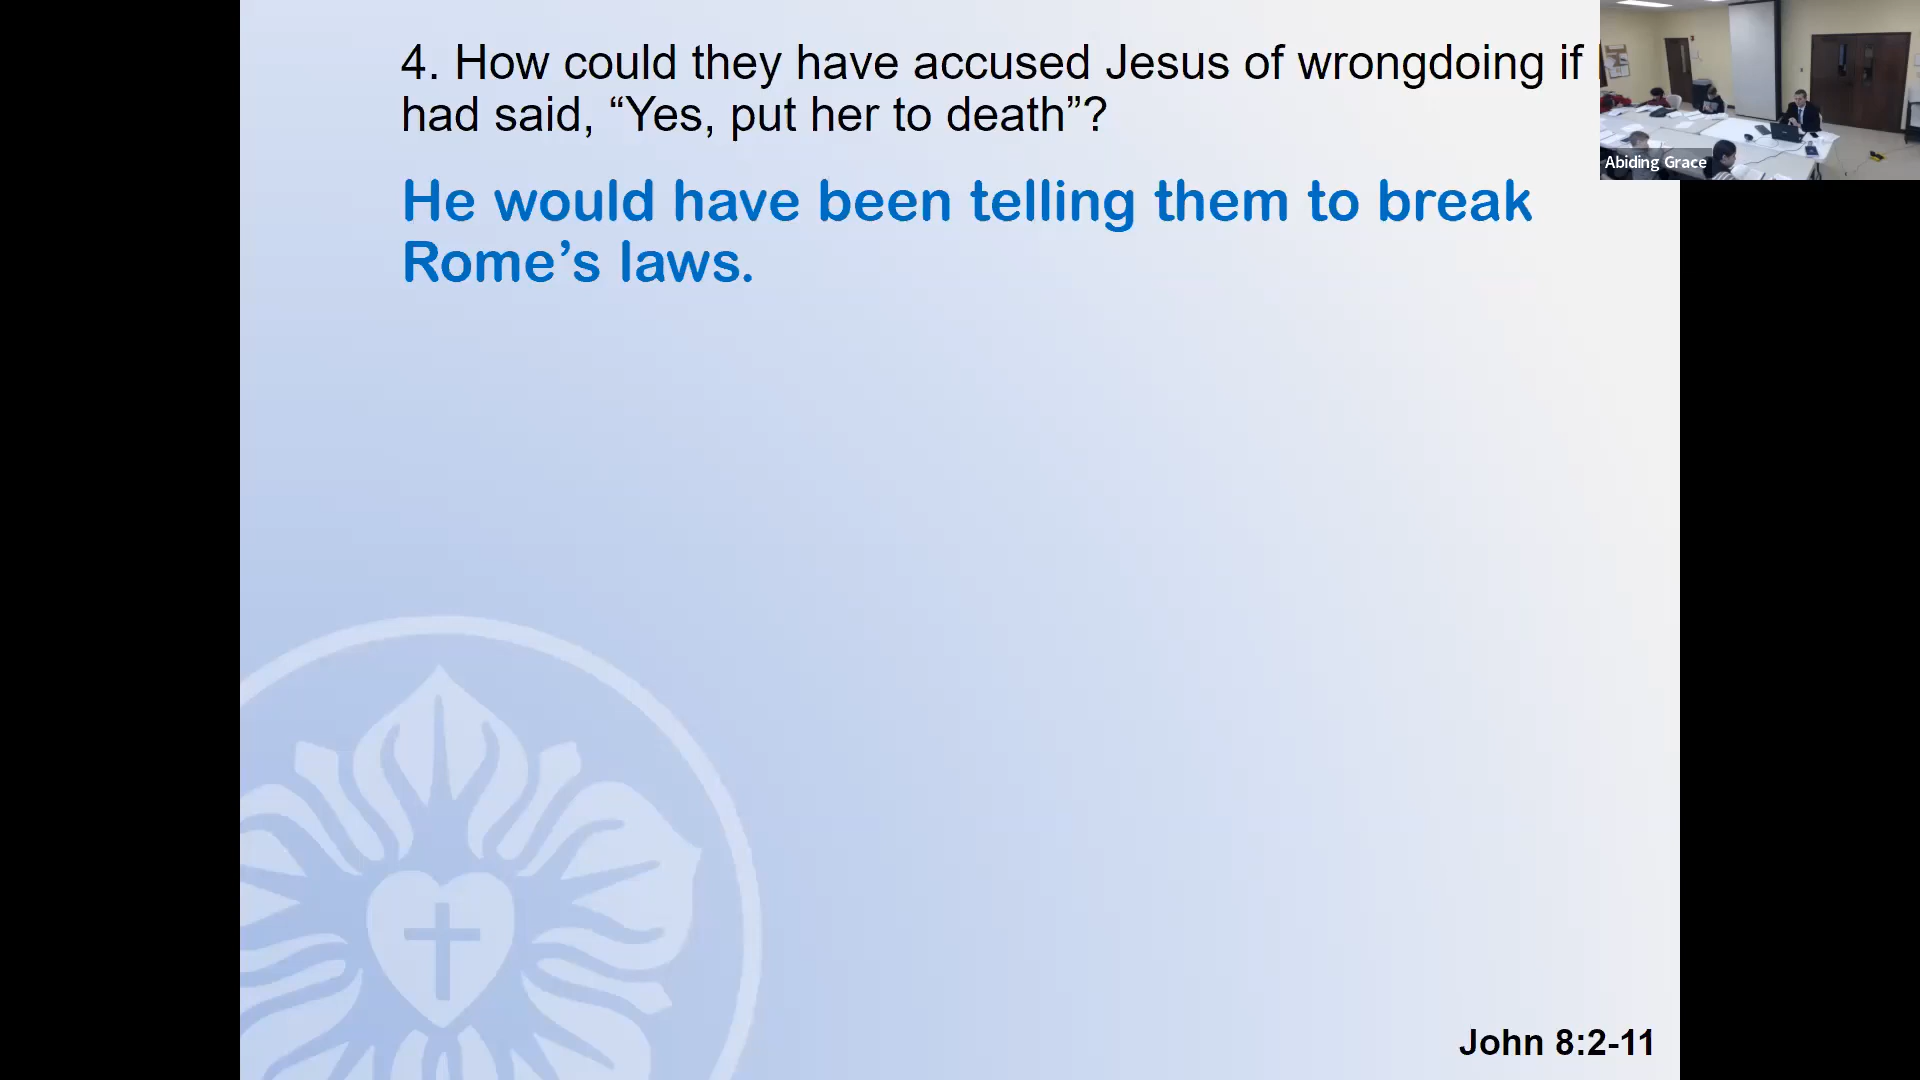 4. How could they have accused Jesus of wrongdoing if
had said, “Yes, put her to death”?
He would have been telling them to break
Rome’s laws.
Abiding Grace
John 8:2-11